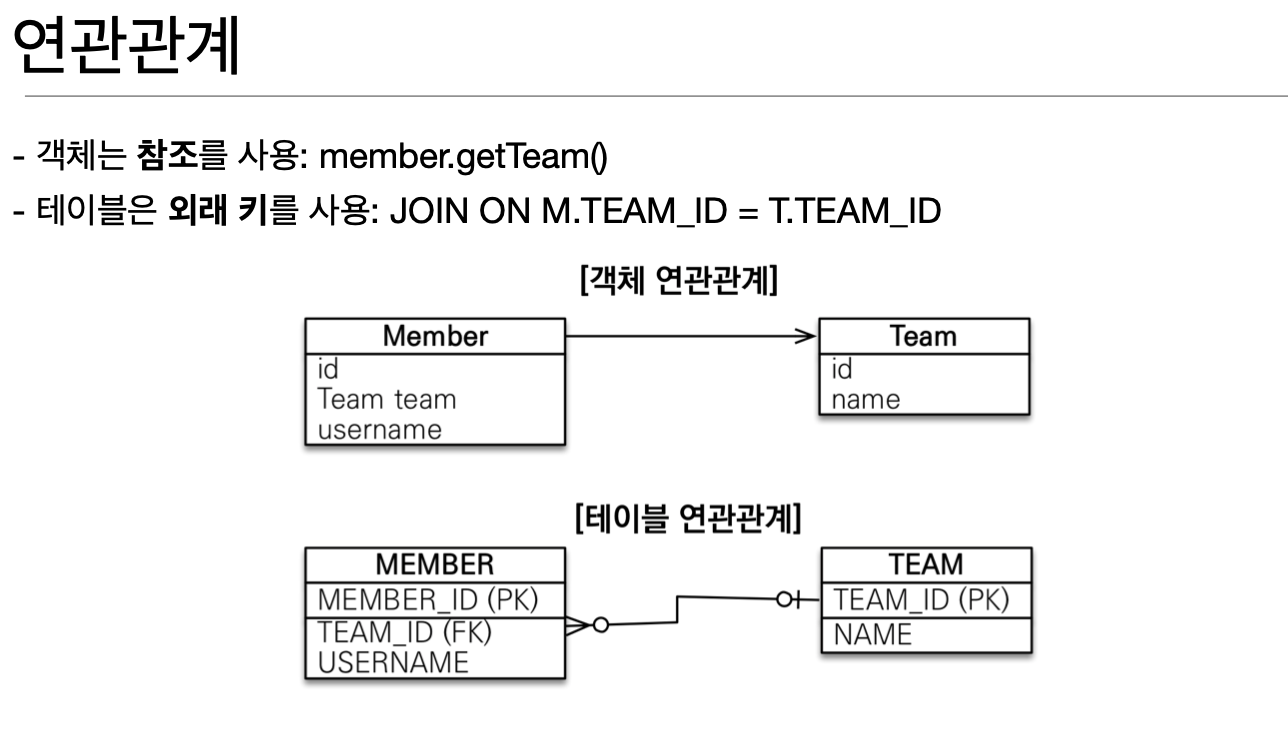 연관관계
- 객체는 참조를 사용: member.getTeam()
- 테이블은 외래 키를 사용: JOIN ON M.TEAM_ID = T.TEAM_ID
[객체 연관관계]
Member
id
Team team
username
Team
id
name
[테이블 연관관계]
MEMBER
MEMBER_ID (PK)
TEAM_ID (FK)
USERNAME
TEAM
TEAM_ID (PK)
NAME